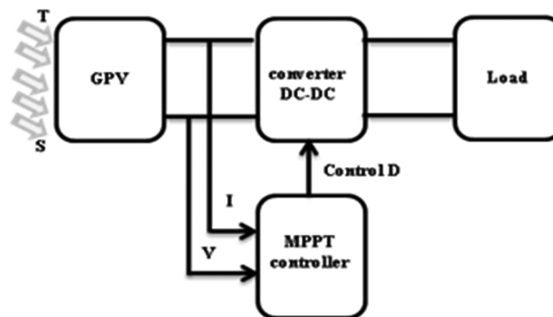 T
GPV
converter
DC-DC
Load
S
Control D
I
V
MPPT
controller